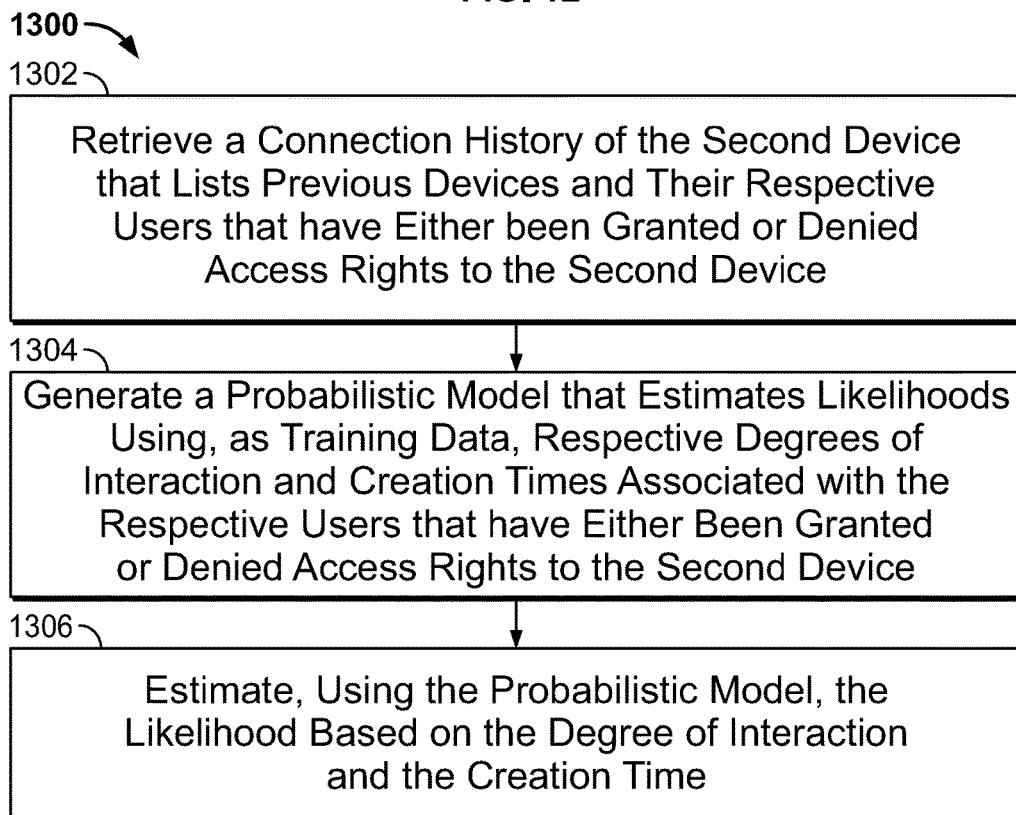 1300
1302
Retrieve a Connection History of the Second Device
that Lists Previous Devices and Their Respective
Users that have Either been Granted or Denied
Access Rights to the Second Device
1304
Generate a Probabilistic Model that Estimates Likelihoods
Using, as Training Data, Respective Degrees of
Interaction and Creation Times Associated with the
Respective Users that have Either Been Granted
or Denied Access Rights to the Second Device
1306
Estimate, Using the Probabilistic Model, the
Likelihood Based on the Degree of Interaction
and the Creation Time